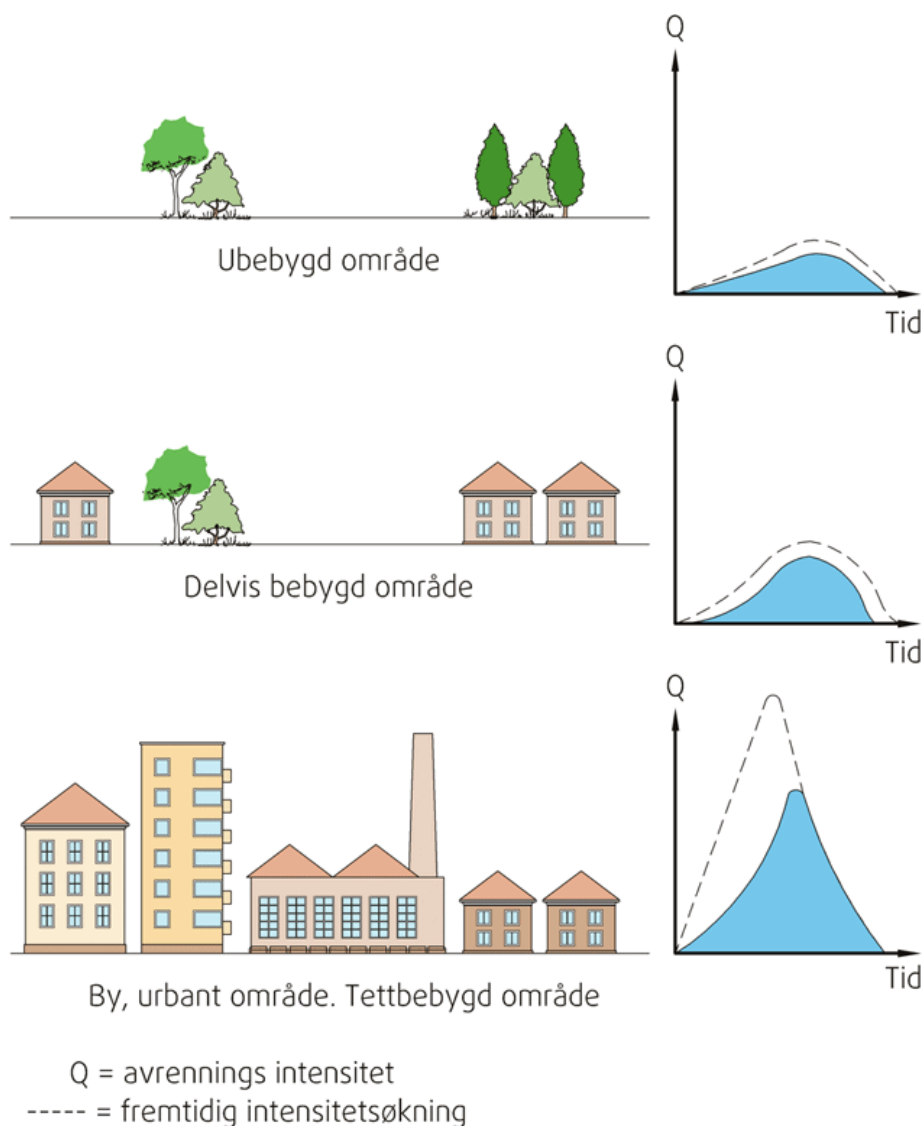 Q
Tid
Ubebygd område
Q
Tid
Delvis bebygd område
Q
Tid
By, urbant område. Tettbebygd område
Q = avrennings intensitet
----- = fremtidig intensitetsøkning